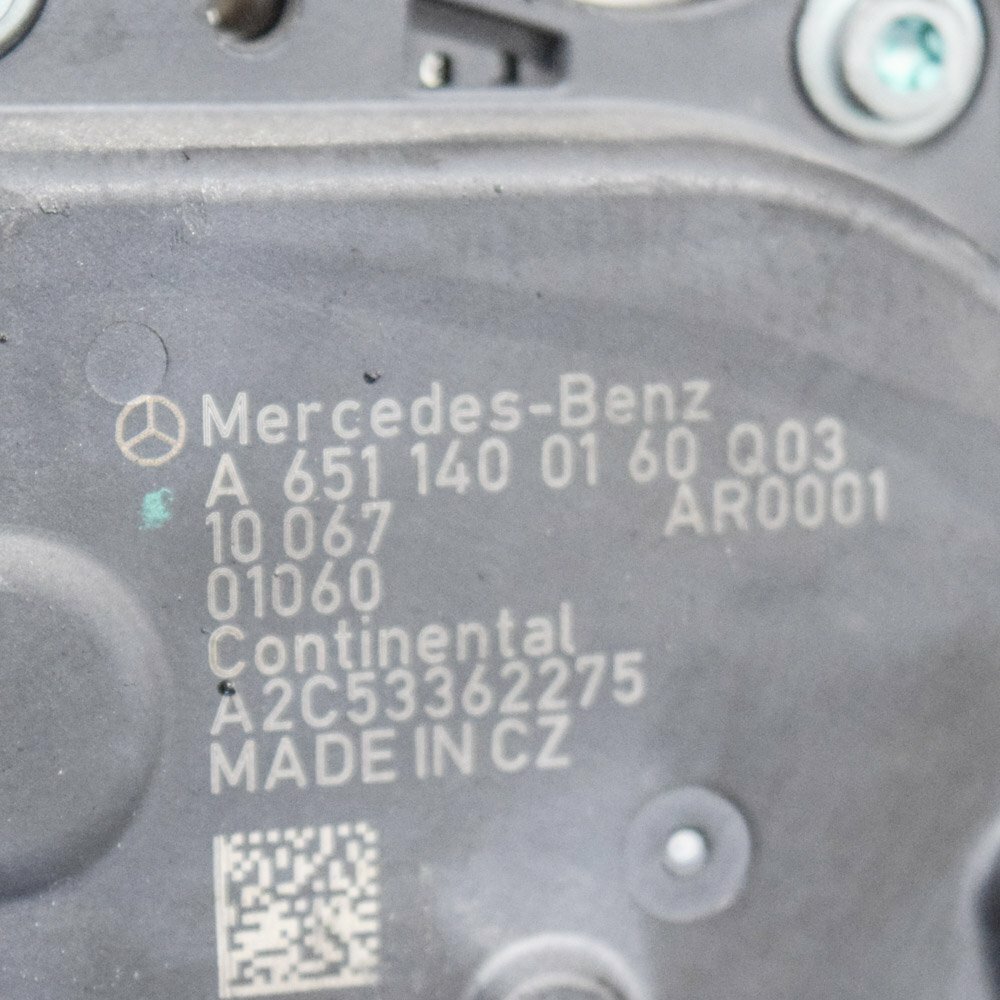 Mercedes-Benz
A 651 140 01 60 Q03
10 067 AR0001
01060
Continental
A2C53362275
MADE IN CZ